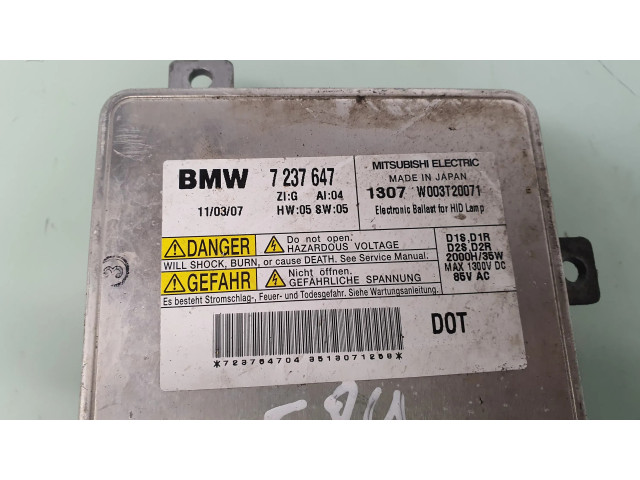 BMW 7 237 647
ZI:G AI:04
11/03/07 HW:05 SW:05
MITSUBISHI ELECTRIC
MADE IN JAPAN
1307 W003T20071
Electronic Ballast for HID Lamp
DANGER Do not open. HAZARDOUS VOLTAGE
WILL SHOCK, BURN, or cause DEATH. See Service Manual.
GEFAHR Nicht öffnen. GEFÄHRLICHE SPANNUNG
Es besteht Stromschlag-, Feuer- und Todesgefahr. Siehe Wartungsanleitung.
D1S,D1R
D2S,D2R
2000H/35W
MAX 1300V DC
85V AC
DOT
*723764704 3513071260*
3